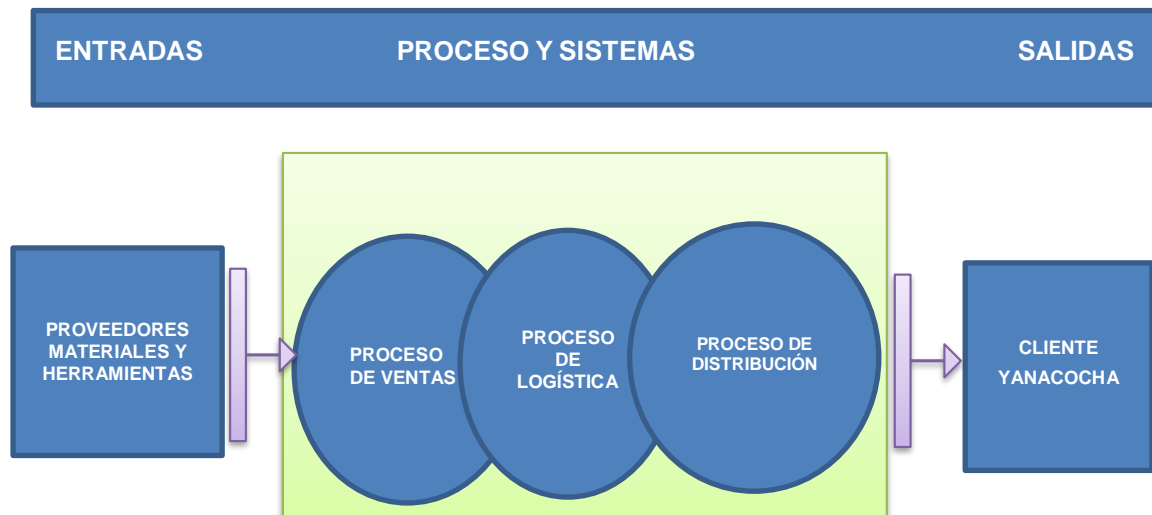 ENTRADAS PROCESO Y SISTEMAS SALIDAS
PROVEEDORES
MATERIALES Y
HERRAMIENTAS
PROCESO
DE VENTAS
PROCESO
DE
LOGÍSTICA
PROCESO DE
DISTRIBUCIÓN
CLIENTE
YANACOCHA